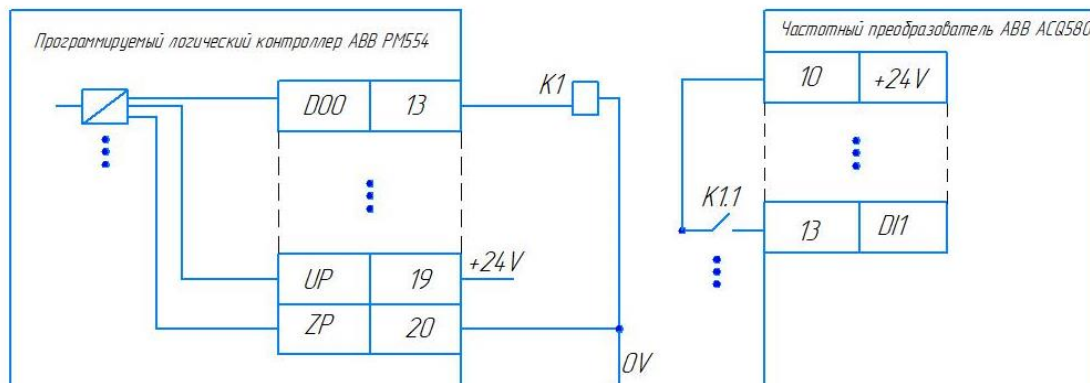 Программируемый логический контроллер ABB PM554
Частотный преобразователь ABB ACQ580
DO0 13
K1
10 +24V
K1.1
13 DI1
UP 19 +24V
ZP 20
0V